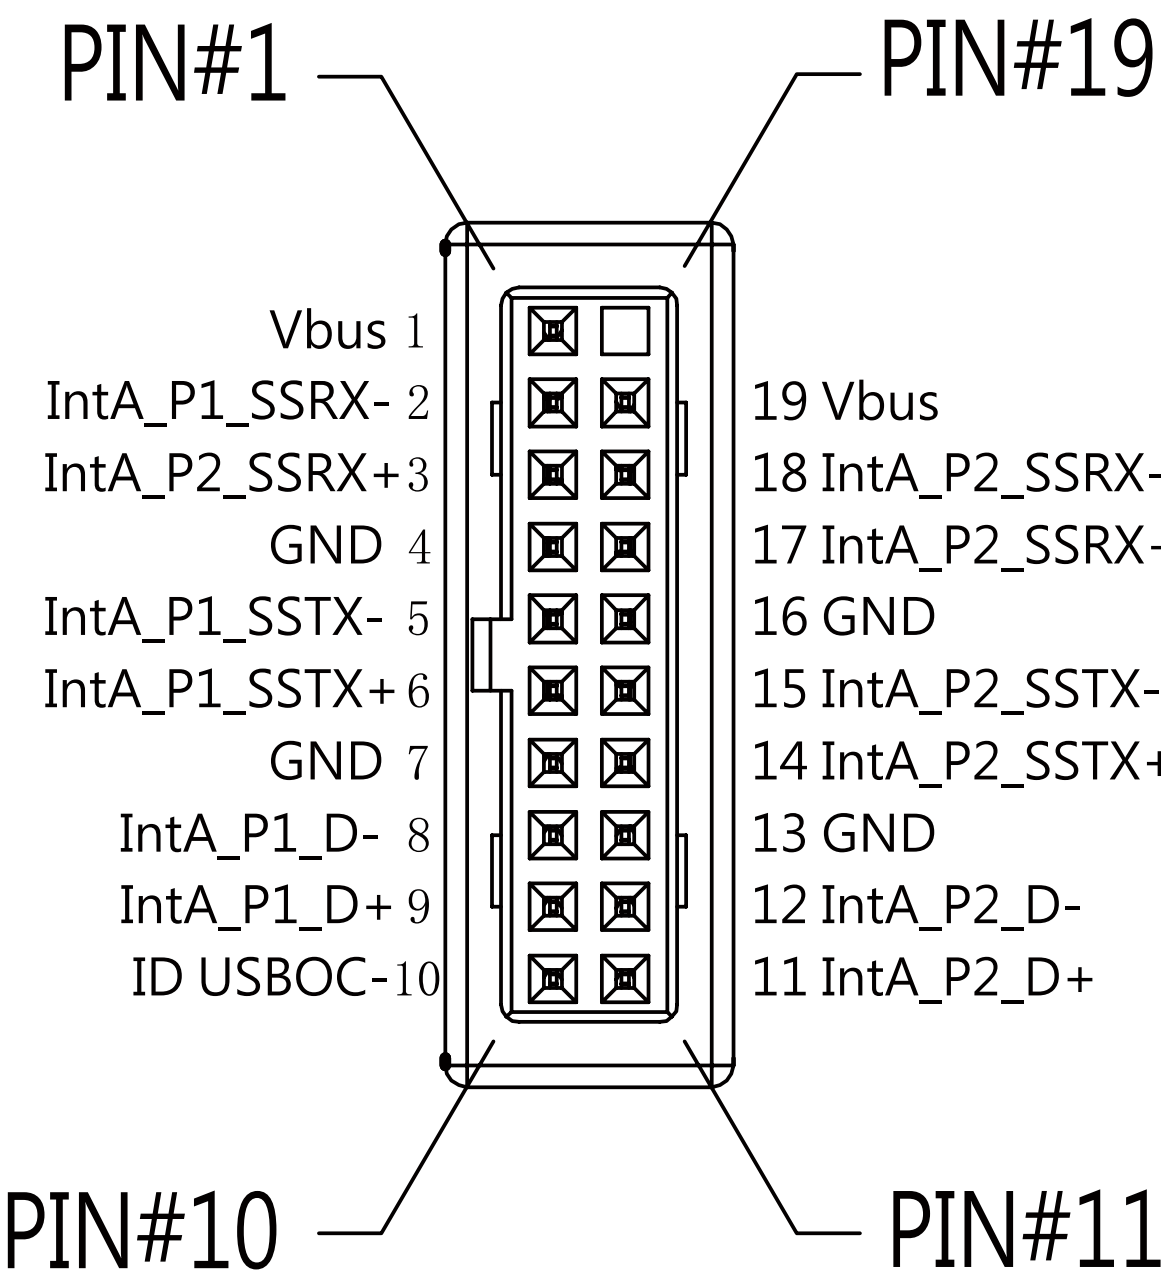 PIN#1
PIN#19
Vbus 1
IntA_P1_SSRX- 2
19 Vbus
IntA_P2_SSRX+ 3
18 IntA_P2_SSRX-
GND 4
17 IntA_P2_SSRX-
IntA_P1_SSTX- 5
16 GND
IntA_P1_SSTX+ 6
15 IntA_P2_SSTX-
GND 7
14 IntA_P2_SSTX+
IntA_P1_D- 8
13 GND
IntA_P1_D+ 9
12 IntA_P2_D-
ID USBOC- 10
11 IntA_P2_D+
PIN#10
PIN#11